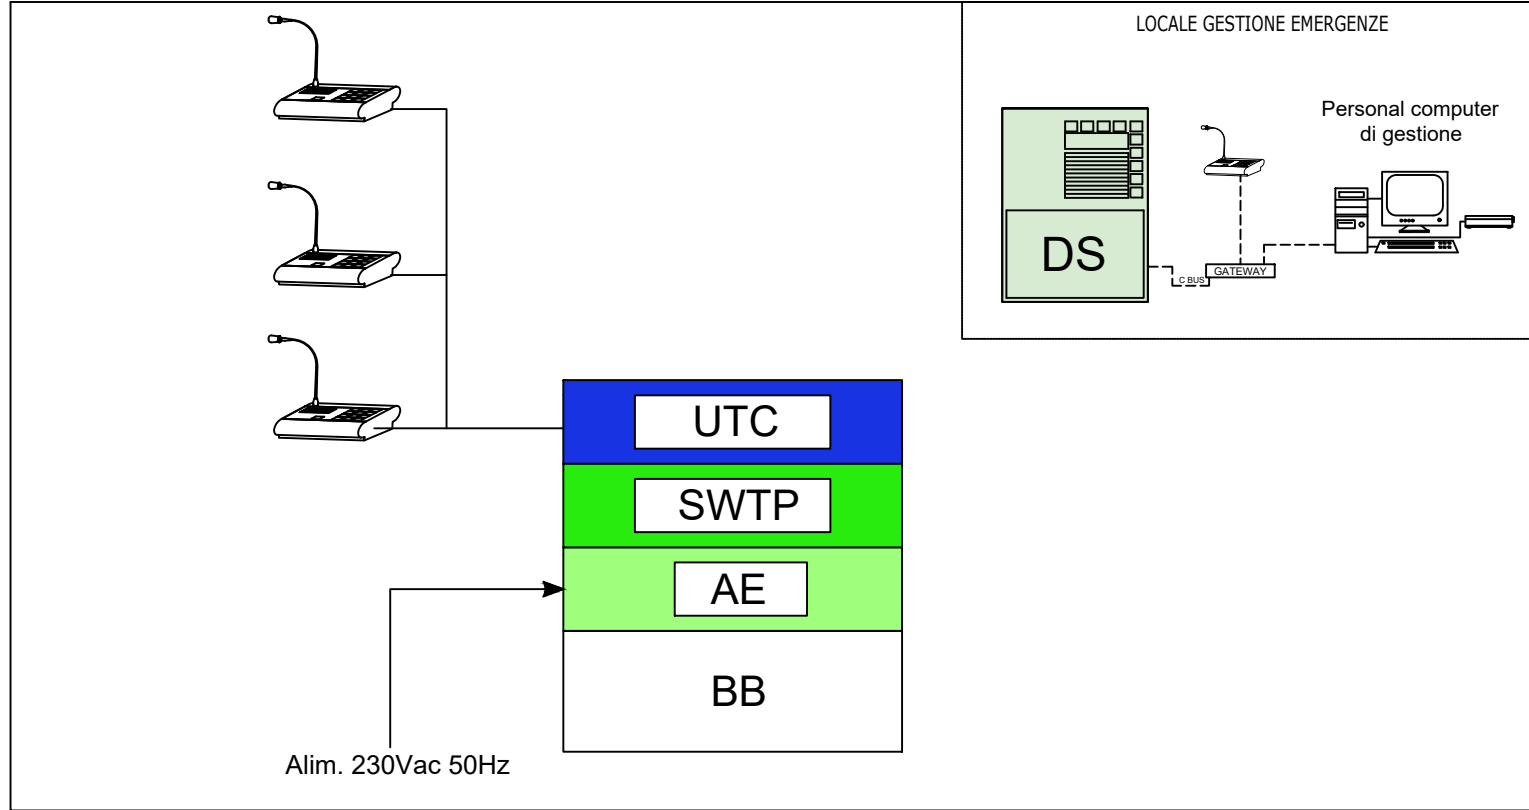 LOCALE GESTIONE EMERGENZE
Personal computer
di gestione
DS
C BUS
GATEWAY
UTC
SWTP
AE
BB
Alim. 230Vac 50Hz